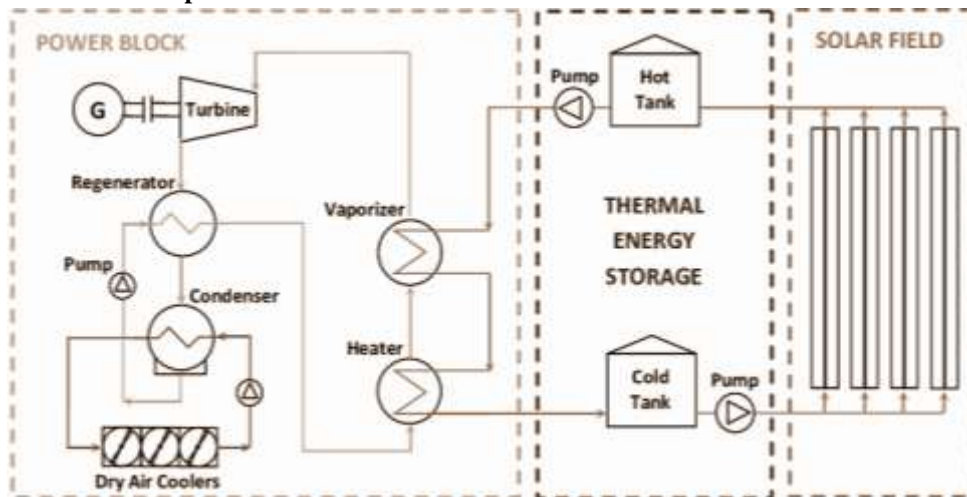 POWER BLOCK
SOLAR FIELD
Pump
Hot
Tank
G
Turbine
Regenerator
Vaporizer
THERMAL
ENERGY
STORAGE
Pump
Condenser
Heater
Cold
Tank
Pump
Dry Air Coolers